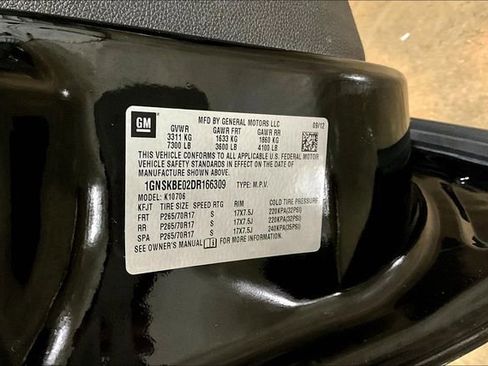 GM
MFD BY GENERAL MOTORS LLC
09/12
GVWR GAWR FRT GAWR RR
3311 KG 1633 KG 1860 KG
7300 LB 3600 LB 4100 LB
THIS VEHICLE CONFORMS TO ALL APPLICABLE U.S. FEDERAL MOTOR
VEHICLE SAFETY STANDARDS IN EFFECT ON THE DATE OF
MANUFACTURE SHOWN ABOVE.
1GNSKBE02DR166309 TYPE: M.P.V.
MODEL: K10706
KFJT TIRE SIZE SPEED RTG RIM COLD TIRE PRESSURE
FRT P265/70R17 S 17X7.5J 220KPA(32PSI)
RR P265/70R17 S 17X7.5J 220KPA(32PSI)
SPA P265/70R17 S 17X7.5J 240KPA(35PSI)
SEE OWNER'S MANUAL FOR MORE INFORMATION.